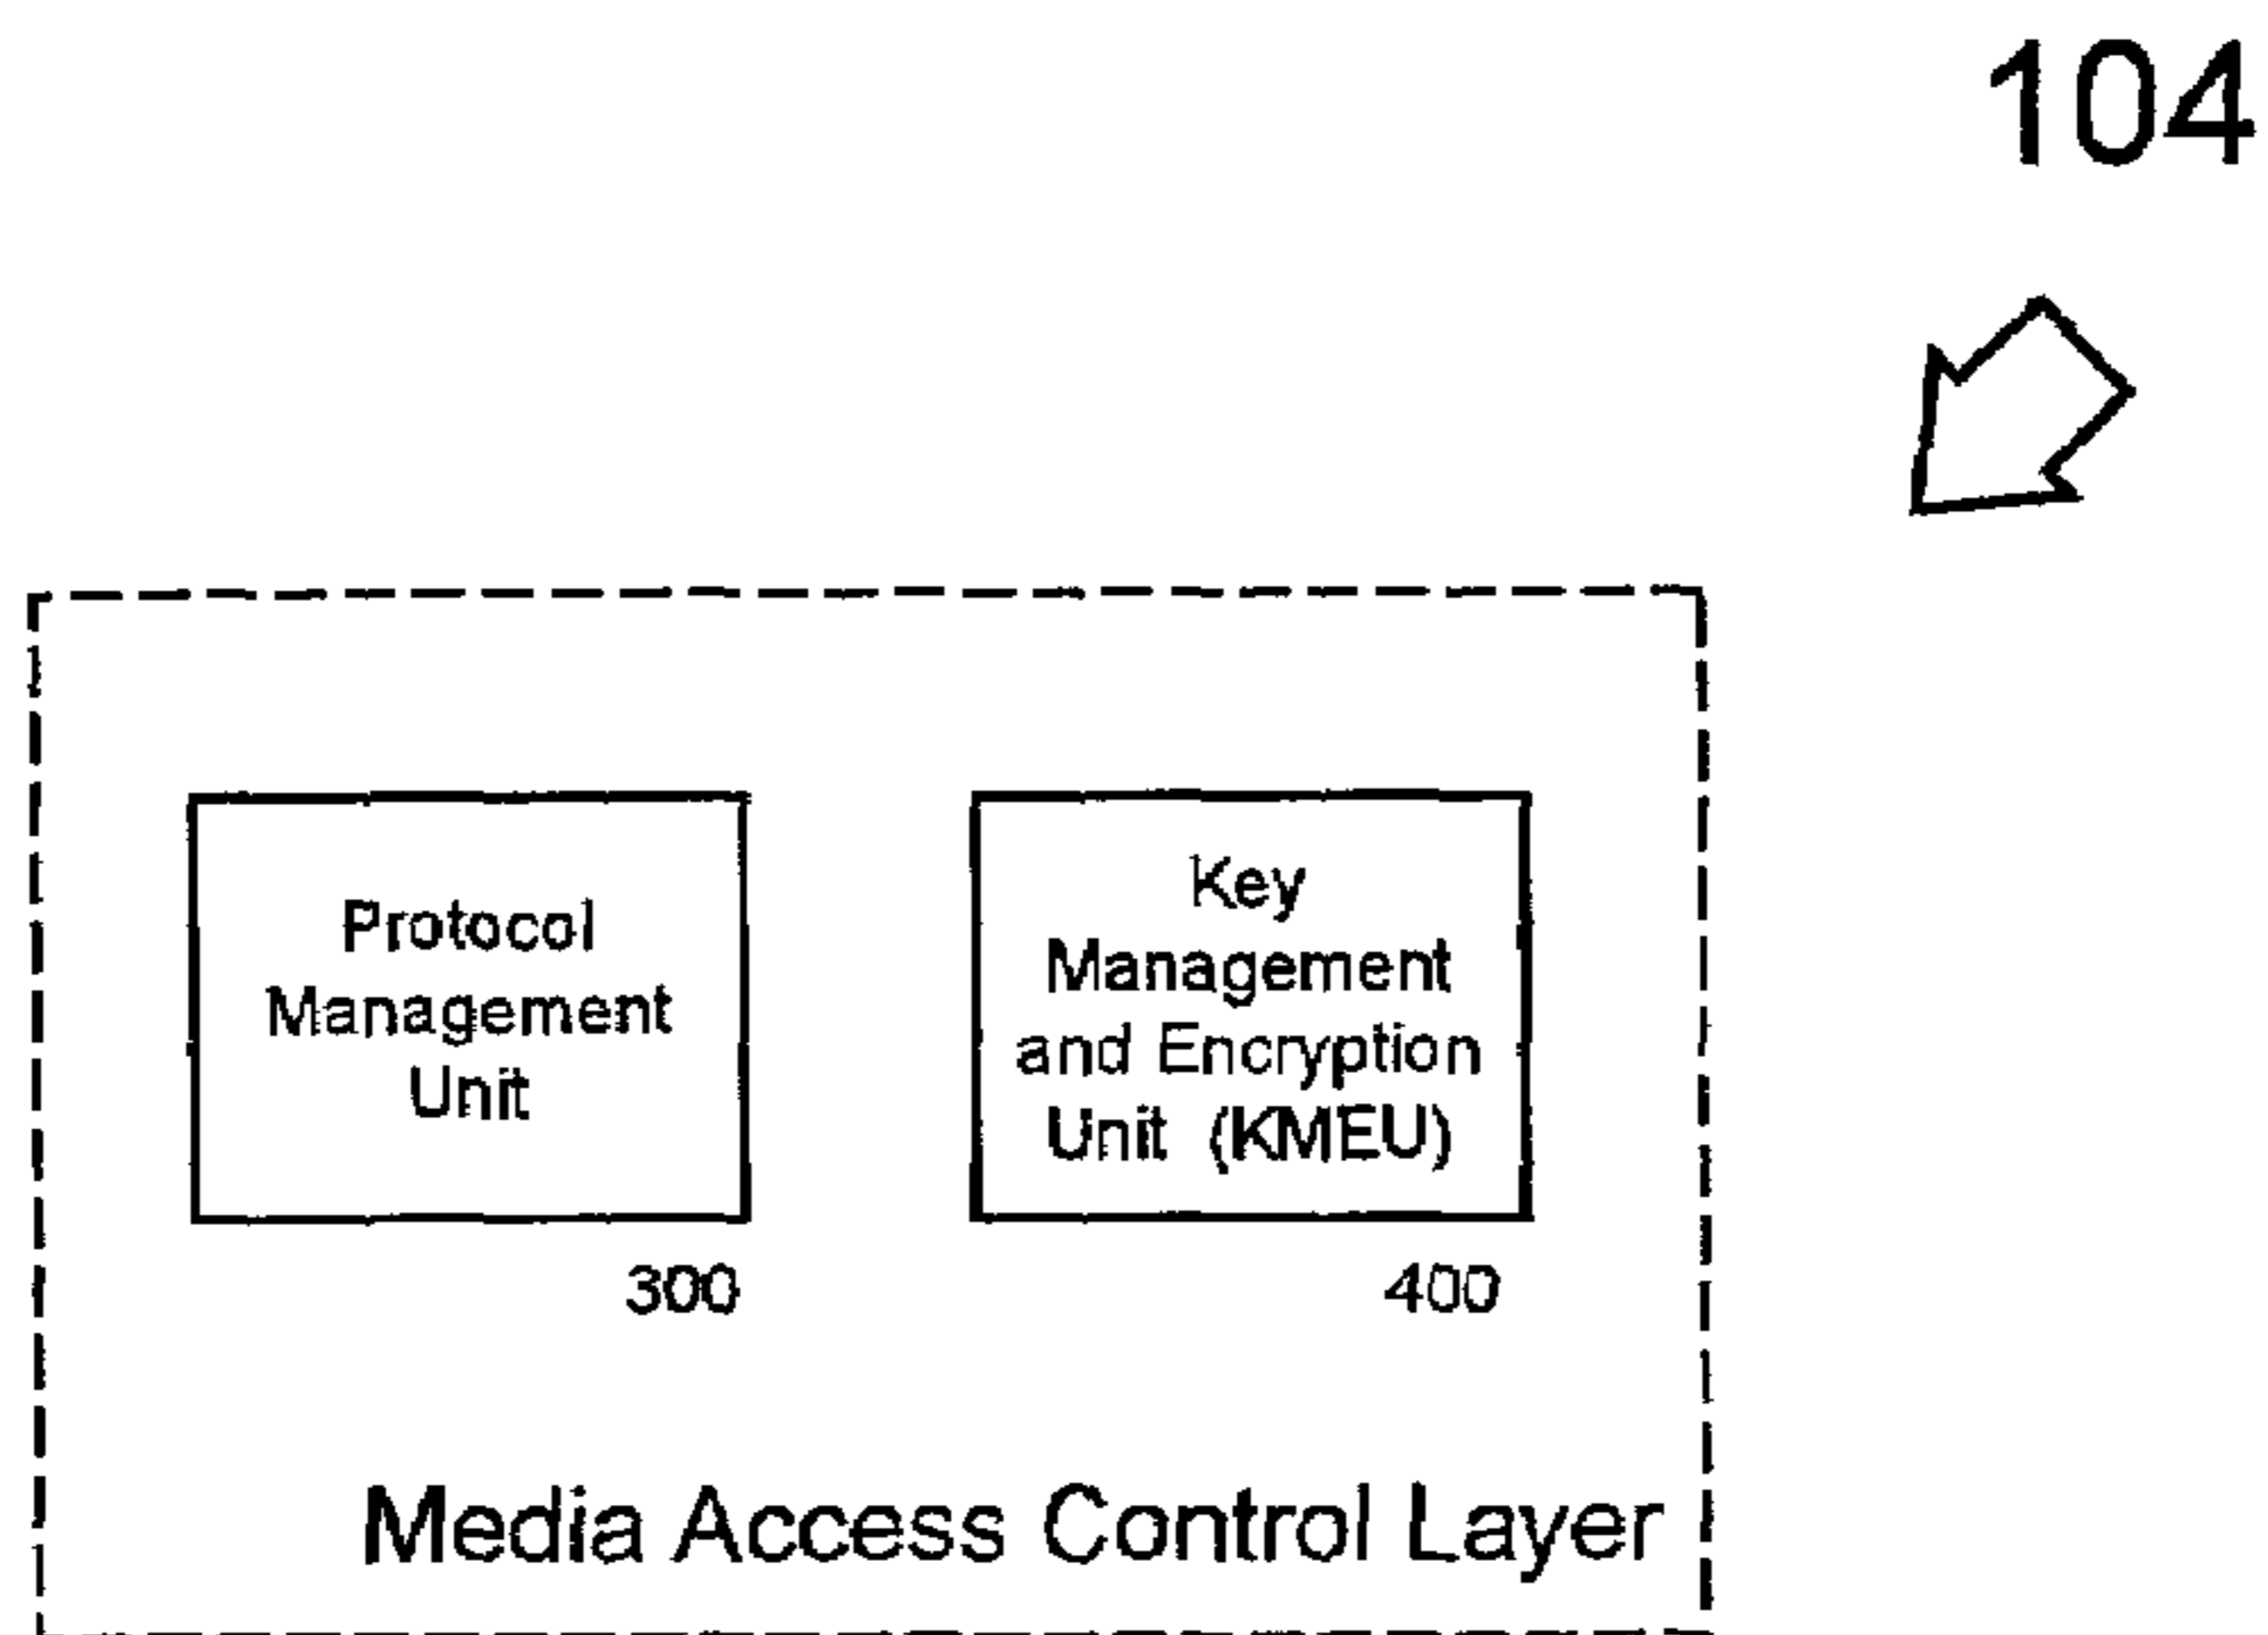 104
Protocol
Management
Unit
300
Key
Management
and Encryption
Unit (KMEU)
400
Media Access Control Layer